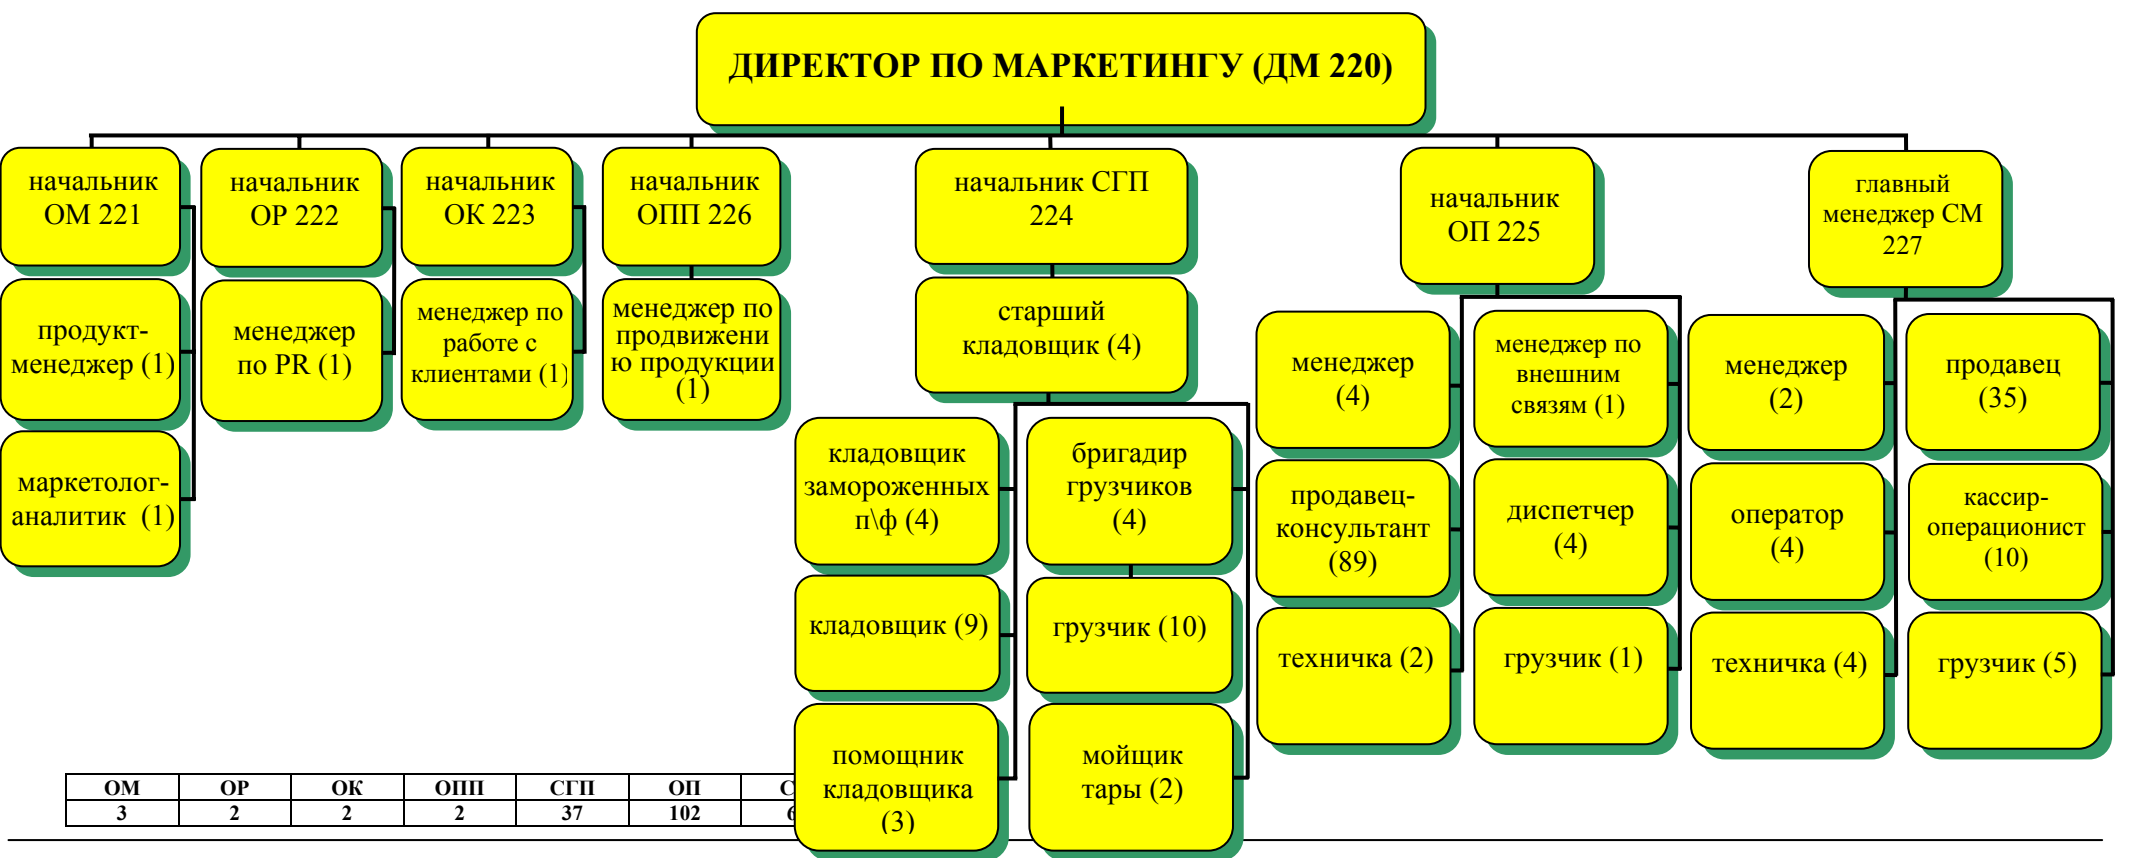 ДИРЕКТОР ПО МАРКЕТИНГУ (ДМ 220)
начальник
ОМ 221
продукт-
менеджер (1)
маркетолог-
аналитик (1)
начальник
ОР 222
менеджер
по PR (1)
начальник
ОК 223
менеджер по
работе с
клиентами (1)
начальник
ОПП 226
менеджер по
продвижени
ю продукции
(1)
начальник СГП
224
старший
кладовщик (4)
кладовщик
замороженных
п\ф (4)
кладовщик (9)
помощник
кладовщика
(3)
бригадир
грузчиков
(4)
грузчик (10)
мойщик
тары (2)
начальник
ОП 225
менеджер
(4)
продавец-
консультант
(89)
техничка (2)
менеджер по
внешним
связям (1)
диспетчер
(4)
грузчик (1)
главный
менеджер СМ
227
менеджер
(2)
оператор
(4)
техничка (4)
продавец
(35)
кассир-
операционист
(10)
грузчик (5)
ОМ ОР ОК ОПП СГП ОП
3 2 2 2 37 102